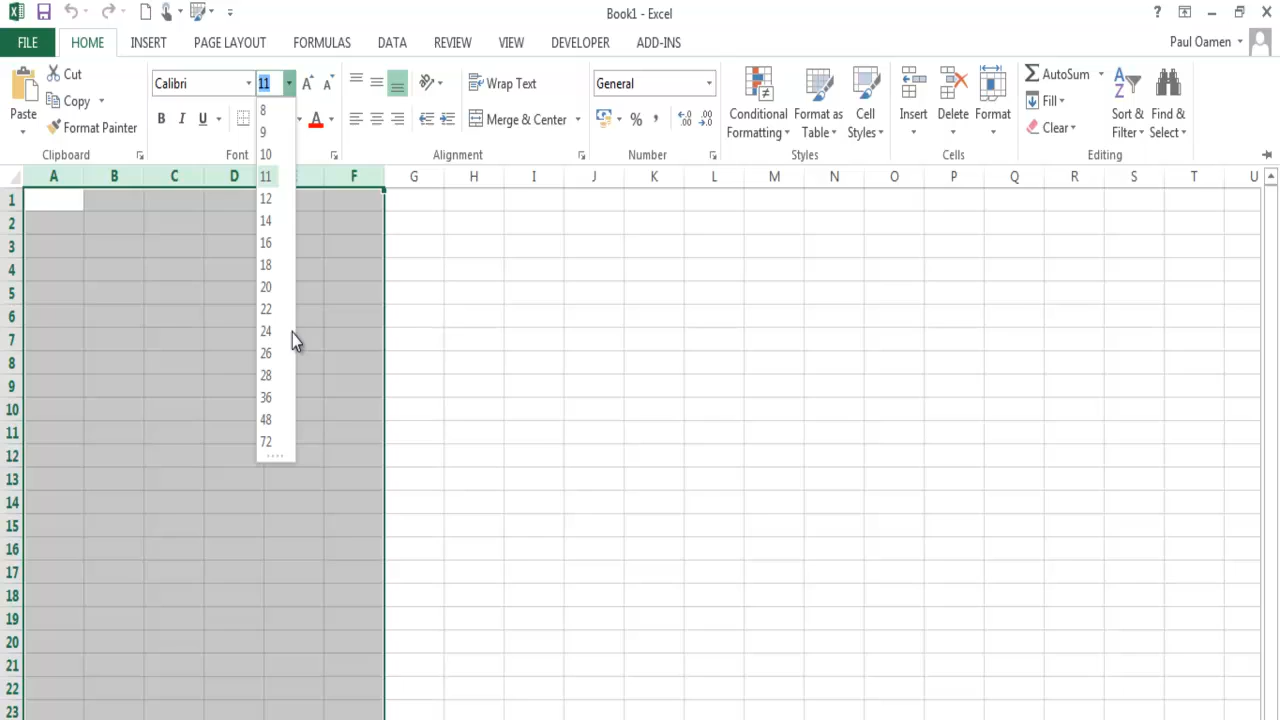 Book1 - Excel
?
FILE HOME INSERT PAGE LAYOUT FORMULAS DATA REVIEW VIEW DEVELOPER ADD-INS
Paul Oamen
Cut
Copy
Format Painter
Paste
Clipboard
Calibri 11
B I U A
Font
Wrap Text
Merge & Center
Alignment
General
% ,
Number
Conditional Formatting
Format as Table
Cell Styles
Styles
Insert Delete Format
Cells
AutoSum
Fill
Clear
Sort & Filter
Find & Select
Editing
8
9
10
11
12
14
16
18
20
22
24
26
28
36
48
72
A B C D F G H I J K L M N O P Q R S T U
1
2
3
4
5
6
7
8
9
10
11
12
13
14
15
16
17
18
19
20
21
22
23